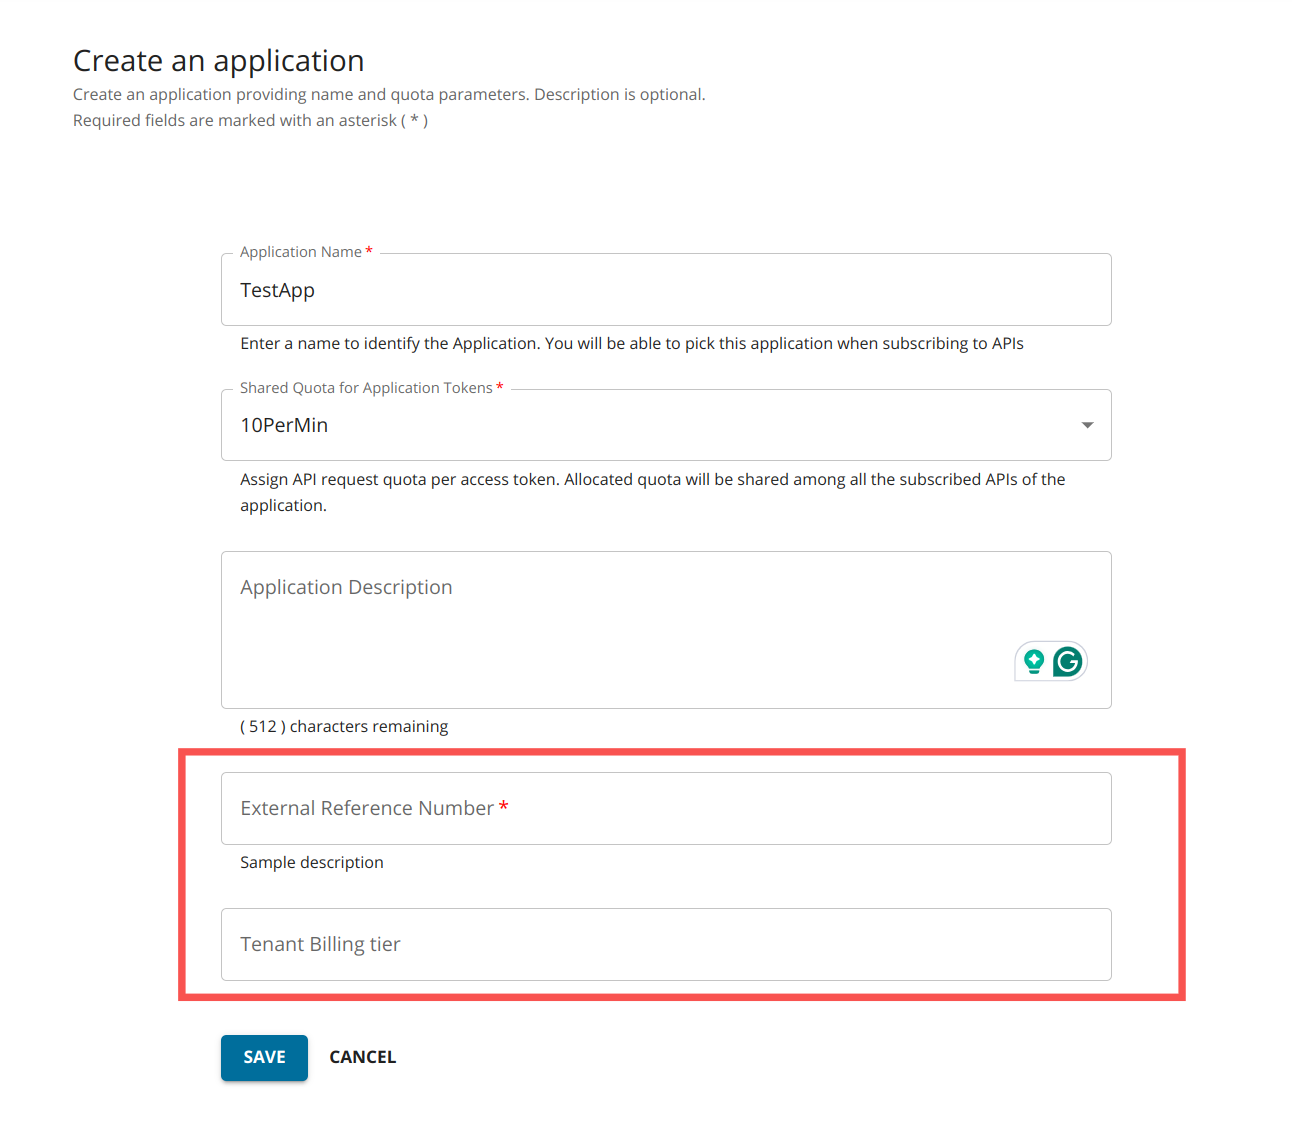 Create an application
Create an application providing name and quota parameters. Description is optional.
Required fields are marked with an asterisk ( * )
Application Name *
TestApp
Enter a name to identify the Application. You will be able to pick this application when subscribing to APIs
Shared Quota for Application Tokens *
10PerMin
Assign API request quota per access token. Allocated quota will be shared among all the subscribed APIs of the
application.
Application Description
( 512 ) characters remaining
External Reference Number *
Sample description
Tenant Billing tier
SAVE CANCEL